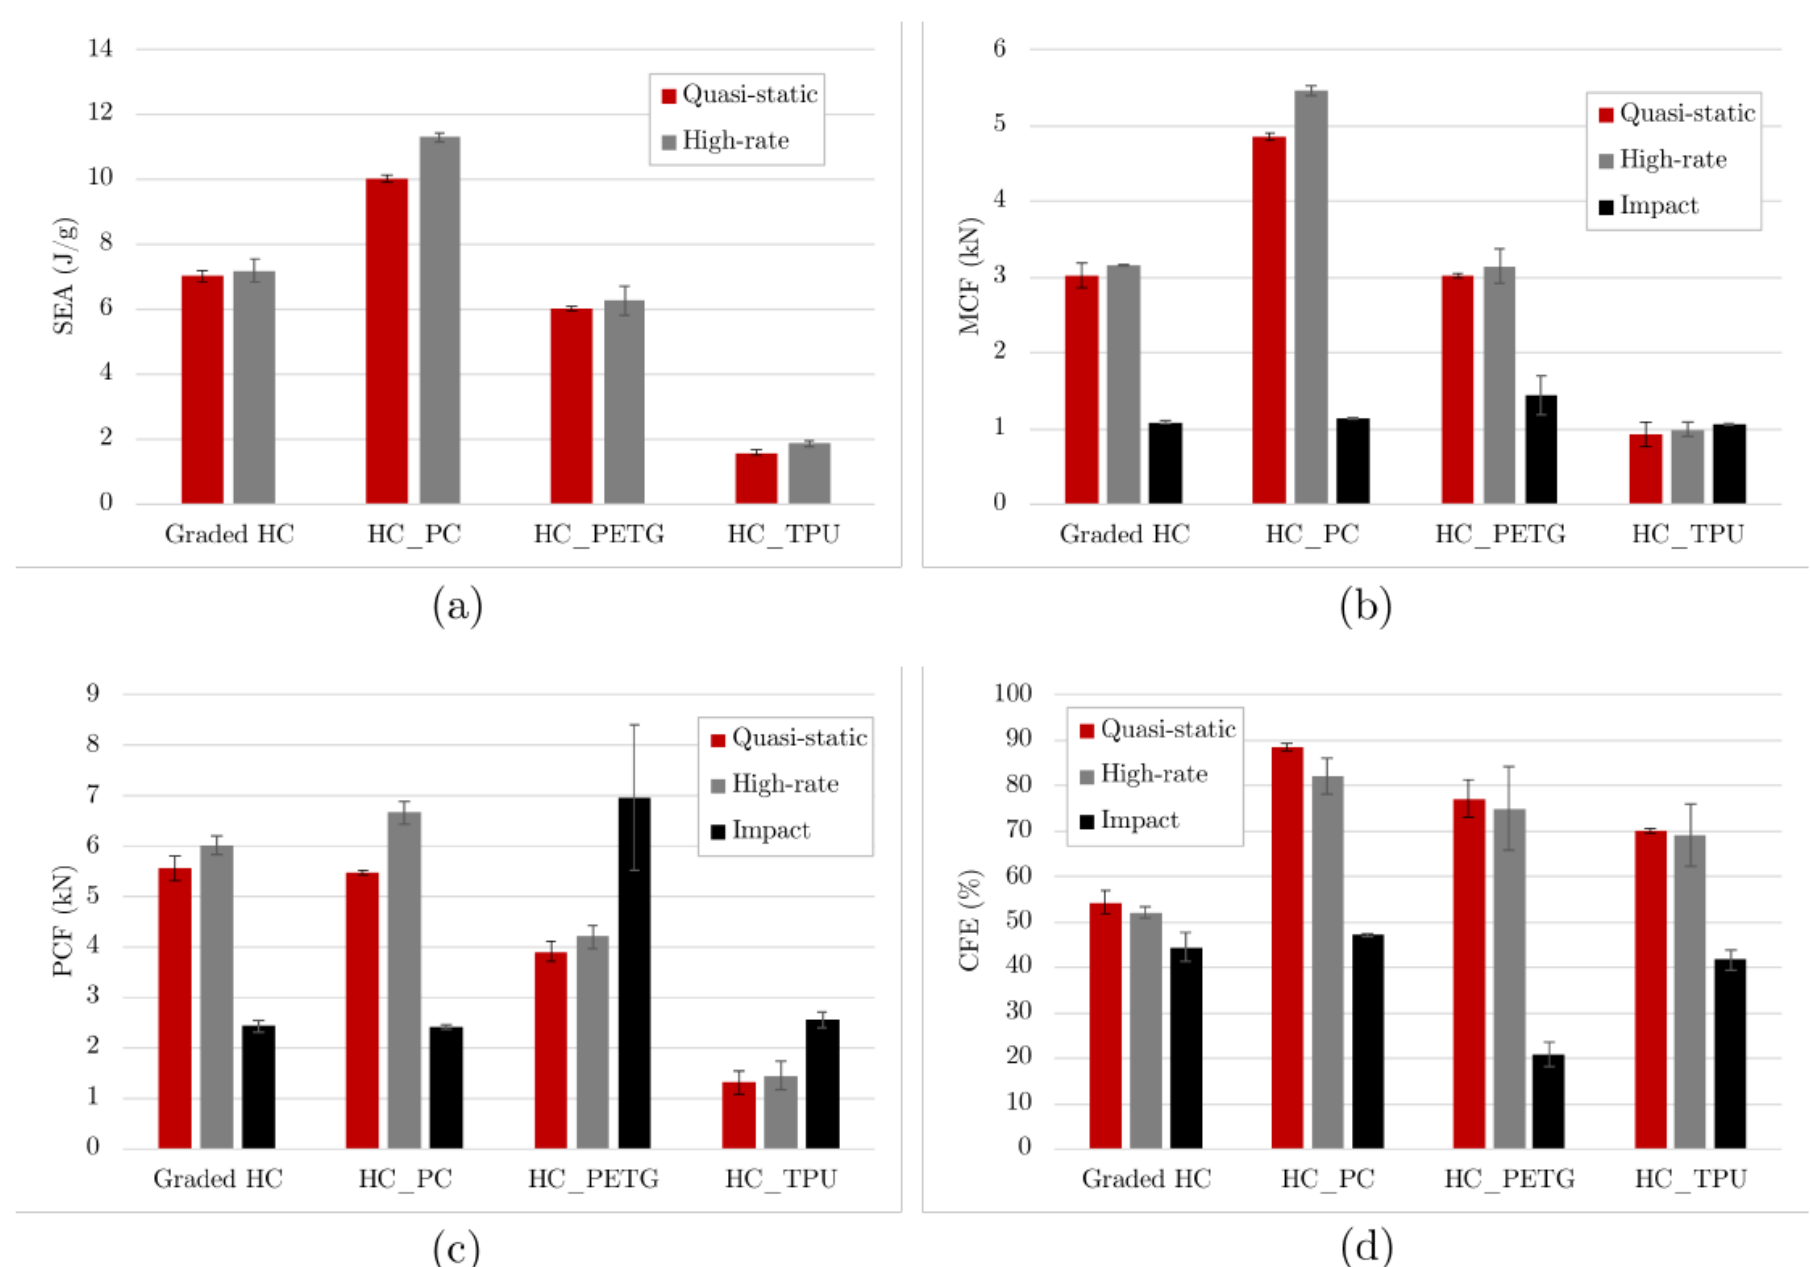 14
12
10
8
6
4
2
0
SEA (J/g)
Quasi-static
High-rate
Graded HC HC_PC HC_PETG HC_TPU
(a)
6
5
4
3
2
1
0
MCF (kN)
Quasi-static
High-rate
Impact
Graded HC HC_PC HC_PETG HC_TPU
(b)
9
8
7
6
5
4
3
2
1
0
PCF (kN)
Quasi-static
High-rate
Impact
Graded HC HC_PC HC_PETG HC_TPU
(c)
100
90
80
70
60
50
40
30
20
10
0
CFE (%)
Quasi-static
High-rate
Impact
Graded HC HC_PC HC_PETG HC_TPU
(d)